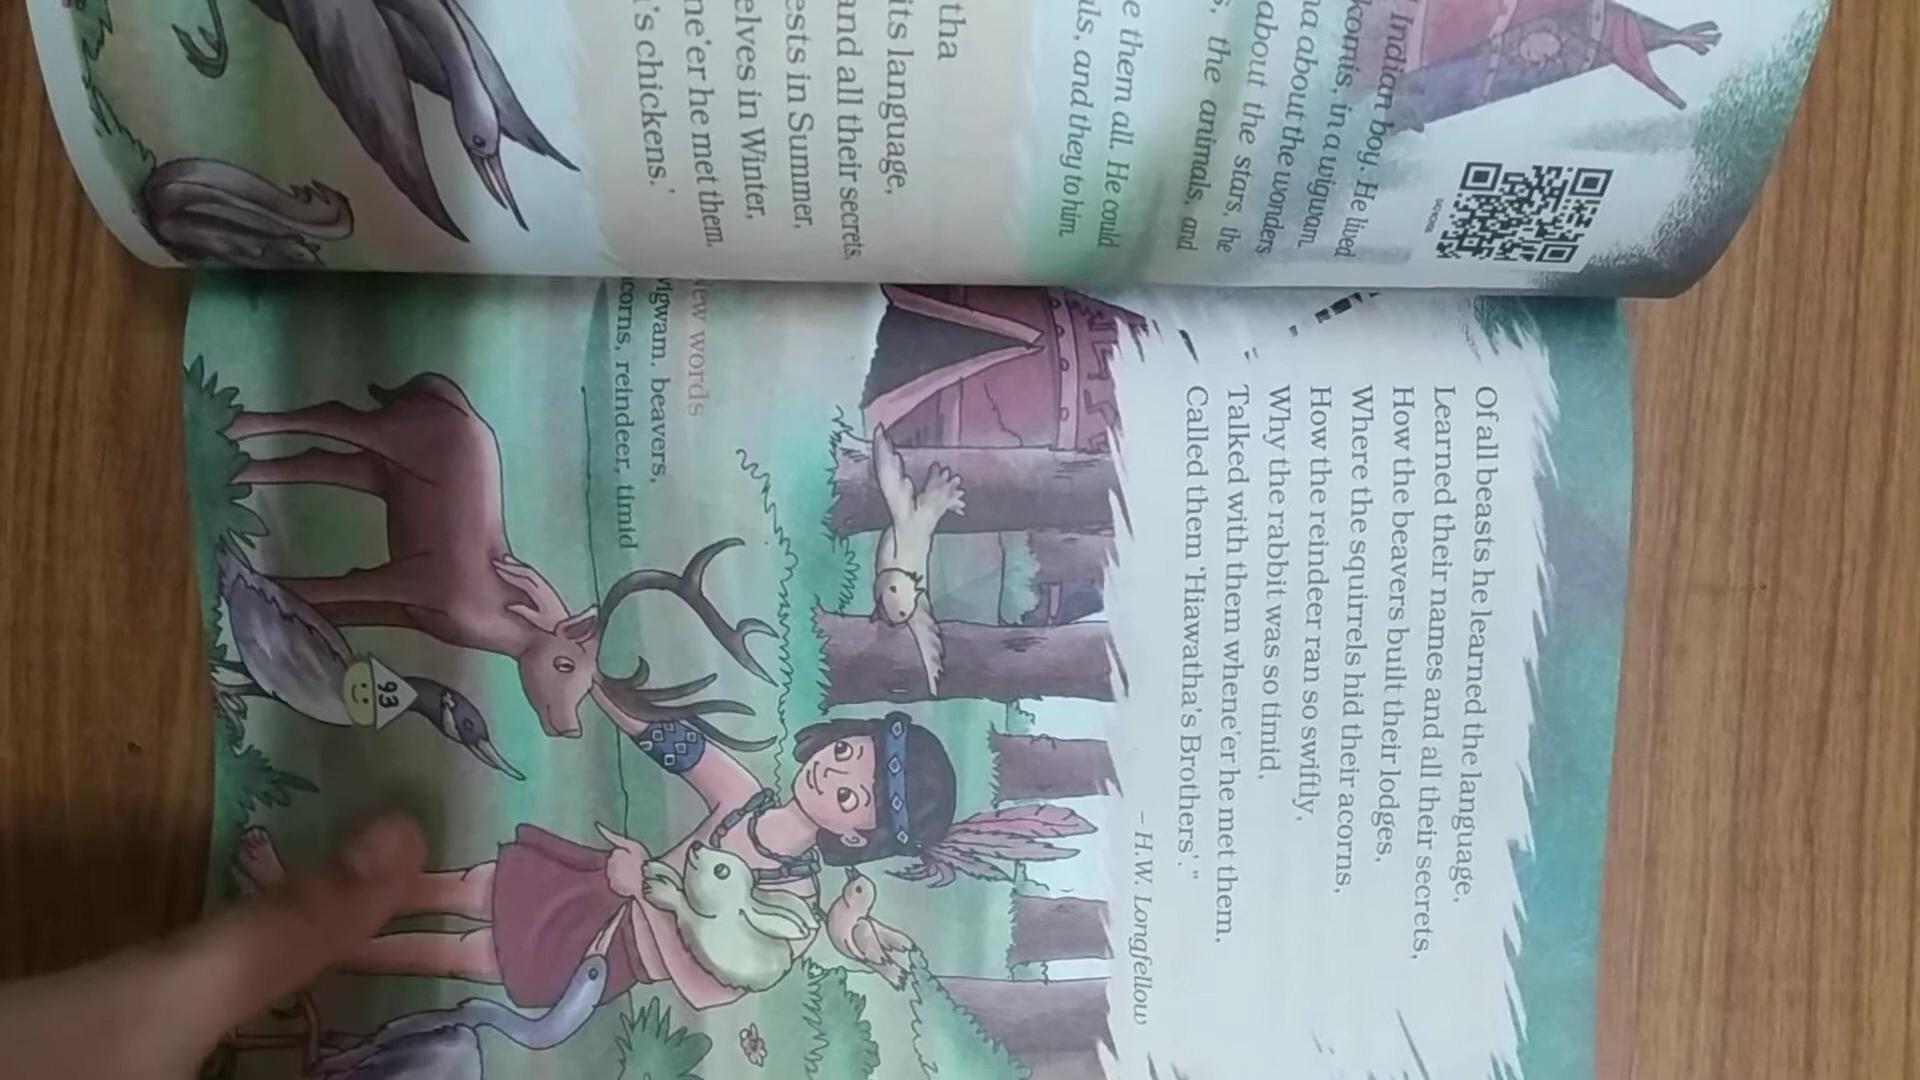 Indian boy. He lived
komis, in a wigwam.
about the wonders
about the stars, the
the animals, and
them all. He could
and they to him.
tha
its language,
and all their secrets.
ests in Summer,
elves in Winter,
ne'er he met them.
's chickens.'
Of all beasts he learned the language,
Learned their names and all their secrets,
How the beavers built their lodges,
Where the squirrels hid their acorns,
How the reindeer ran so swiftly,
Why the rabbit was so timid,
Talked with them whene'er he met them,
Called them 'Hiawatha's Brothers'."
– H.W. Longfellow
ew words
wigwam, beavers,
corns, reindeer, timid
93